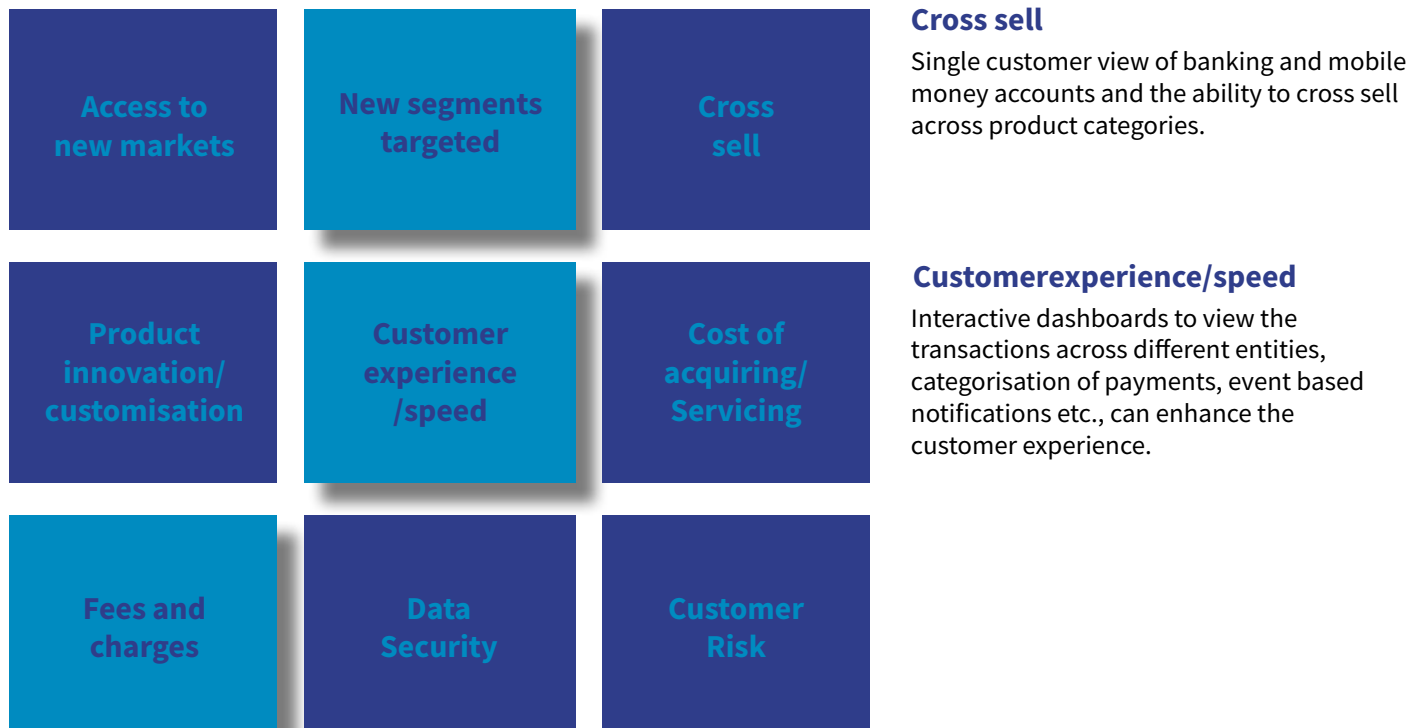 Access to
new markets
New segments
targeted
Cross
sell
Product
innovation/
customisation
Customer
experience
/speed
Cost of
acquiring/
Servicing
Fees and
charges
Data
Security
Customer
Risk
Cross sell
Single customer view of banking and mobile
money accounts and the ability to cross sell
across product categories.
Customerexperience/speed
Interactive dashboards to view the
transactions across different entities,
categorisation of payments, event based
notifications etc., can enhance the
customer experience.